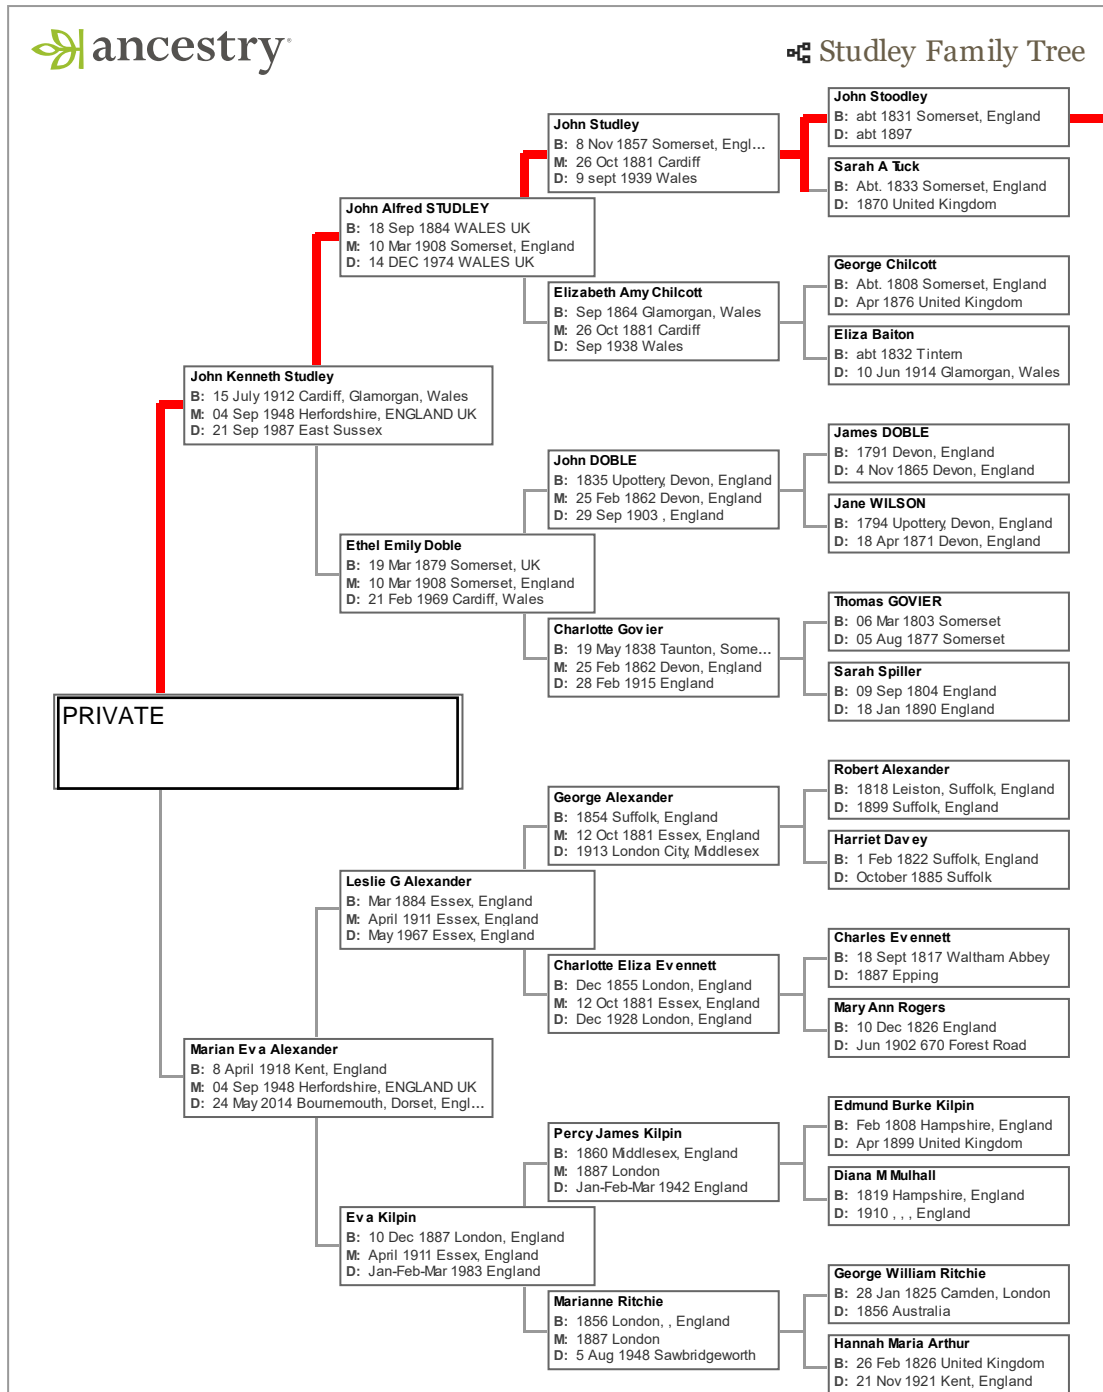 ancestry
Studley Family Tree
John Stoodley
B: abt 1831 Somerset, England
D: abt 1897
John Studley
B: 8 Nov 1857 Somerset, Engl...
M: 26 Oct 1881 Cardiff
D: 9 sept 1939 Wales
Sarah A Tuck
B: Abt. 1833 Somerset, England
D: 1870 United Kingdom
John Alfred STUDLEY
B: 18 Sep 1884 WALES UK
M: 10 Mar 1908 Somerset, England
D: 14 DEC 1974 WALES UK
George Chilcott
B: Abt. 1808 Somerset, England
D: Apr 1876 United Kingdom
Elizabeth Amy Chilcott
B: Sep 1864 Glamorgan, Wales
M: 26 Oct 1881 Cardiff
D: Sep 1938 Wales
Eliza Baiton
B: abt 1832 Tintern
D: 10 Jun 1914 Glamorgan, Wales
John Kenneth Studley
B: 15 July 1912 Cardiff, Glamorgan, Wales
M: 04 Sep 1948 Herfordshire, ENGLAND UK
D: 21 Sep 1987 East Sussex
James DOBLE
B: 1791 Devon, England
D: 4 Nov 1865 Devon, England
John DOBLE
B: 1835 Upottery, Devon, England
M: 25 Feb 1862 Devon, England
D: 29 Sep 1903 , England
Jane WILSON
B: 1794 Upottery, Devon, England
D: 18 Apr 1871 Devon, England
Ethel Emily Doble
B: 19 Mar 1879 Somerset, UK
M: 10 Mar 1908 Somerset, England
D: 21 Feb 1969 Cardiff, Wales
Thomas GOVIER
B: 06 Mar 1803 Somerset
D: 05 Aug 1877 Somerset
Charlotte Govier
B: 19 May 1838 Taunton, Some...
M: 25 Feb 1862 Devon, England
D: 28 Feb 1915 England
Sarah Spiller
B: 09 Sep 1804 England
D: 18 Jan 1890 England
PRIVATE
Robert Alexander
B: 1818 Leiston, Suffolk, England
D: 1899 Suffolk, England
George Alexander
B: 1854 Suffolk, England
M: 12 Oct 1881 Essex, England
D: 1913 London City, Middlesex
Harriet Davey
B: 1 Feb 1822 Suffolk, England
D: October 1885 Suffolk
Leslie G Alexander
B: Mar 1884 Essex, England
M: April 1911 Essex, England
D: May 1967 Essex, England
Charles Evennett
B: 18 Sept 1817 Waltham Abbey
D: 1887 Epping
Charlotte Eliza Evennett
B: Dec 1855 London, England
M: 12 Oct 1881 Essex, England
D: Dec 1928 London, England
Mary Ann Rogers
B: 10 Dec 1826 England
D: Jun 1902 670 Forest Road
Marian Eva Alexander
B: 8 April 1918 Kent, England
M: 04 Sep 1948 Herfordshire, ENGLAND UK
D: 24 May 2014 Bournemouth, Dorset, Engl...
Edmund Burke Kilpin
B: Feb 1808 Hampshire, England
D: Apr 1899 United Kingdom
Percy James Kilpin
B: 1860 Middlesex, England
M: 1887 London
D: Jan-Feb-Mar 1942 England
Diana M Mulhall
B: 1819 Hampshire, England
D: 1910 , , , England
Eva Kilpin
B: 10 Dec 1887 London, England
M: April 1911 Essex, England
D: Jan-Feb-Mar 1983 England
George William Ritchie
B: 28 Jan 1825 Camden, London
D: 1856 Australia
Marianne Ritchie
B: 1856 London, , England
M: 1887 London
D: 5 Aug 1948 Sawbridgeworth
Hannah Maria Arthur
B: 26 Feb 1826 United Kingdom
D: 21 Nov 1921 Kent, England